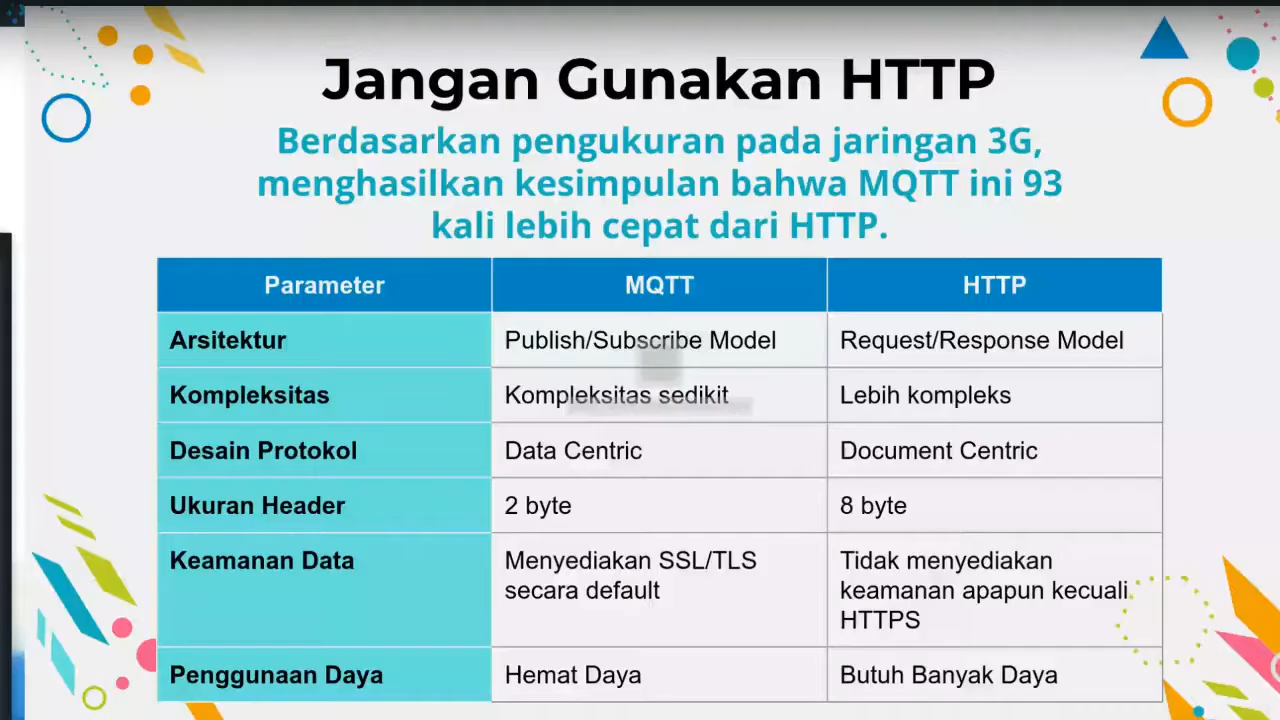 Jangan Gunakan HTTP
Berdasarkan pengukuran pada jaringan 3G,
menghasilkan kesimpulan bahwa MQTT ini 93
kali lebih cepat dari HTTP.
Parameter MQTT HTTP
Arsitektur Publish/Subscribe Model Request/Response Model
Kompleksitas Kompleksitas sedikit Lebih kompleks
Desain Protokol Data Centric Document Centric
Ukuran Header 2 byte 8 byte
Keamanan Data Menyediakan SSL/TLS Tidak menyediakan
secara default keamanan apapun kecuali
HTTPS
Penggunaan Daya Hemat Daya Butuh Banyak Daya